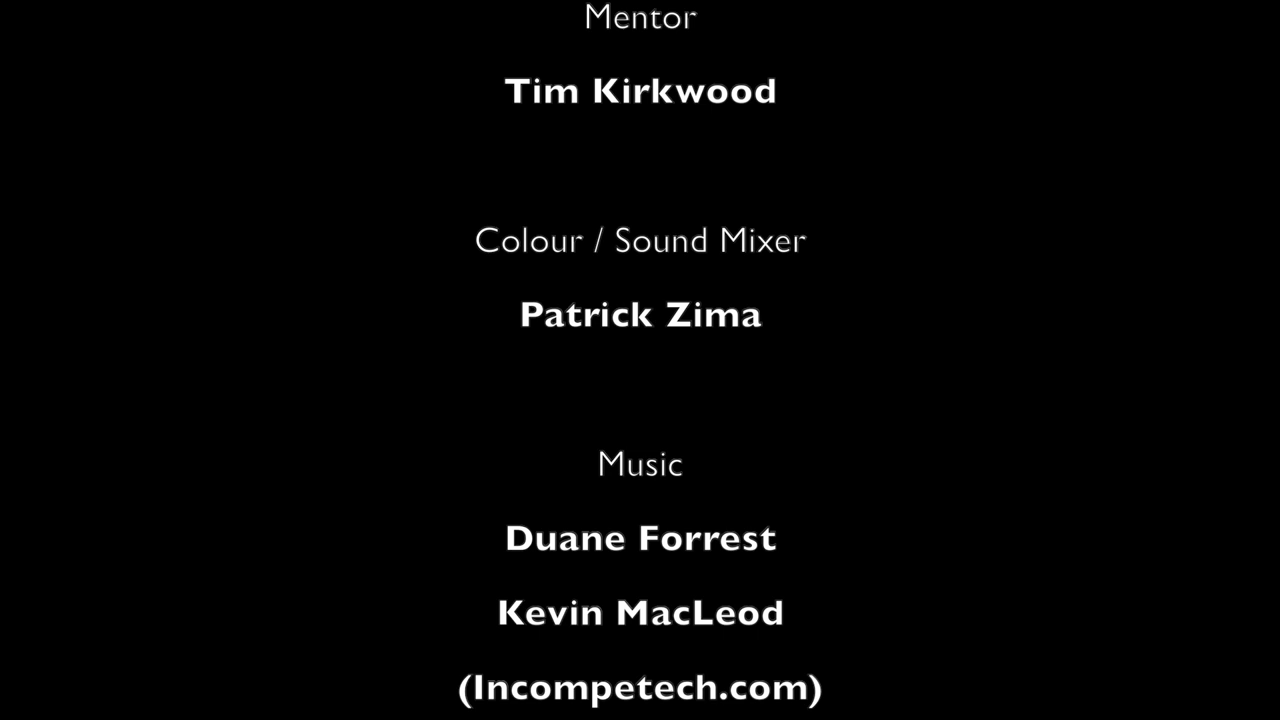 Mentor
Tim Kirkwood
Colour / Sound Mixer
Patrick Zima
Music
Duane Forrest
Kevin MacLeod
(Incompetech.com)